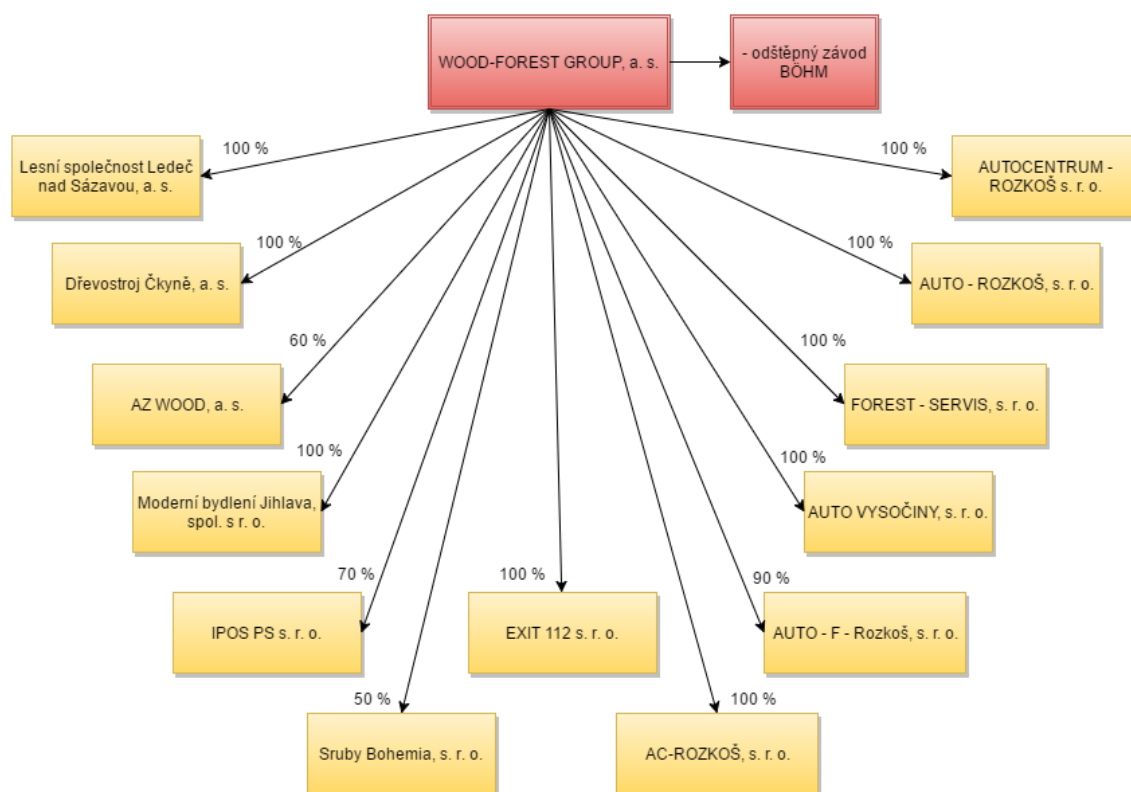 WOOD-FOREST GROUP, a. s.
- odštěpný závod
BÖHM
100 %
Lesní společnost Ledeč
nad Sázavou, a. s.
100 %
AUTOCENTRUM -
ROZKOŠ s. r. o.
100 %
Dřevostroj Čkyně, a. s.
100 %
AUTO - ROZKOŠ, s. r. o.
60 %
AZ WOOD, a. s.
100 %
FOREST - SERVIS, s. r. o.
100 %
Moderní bydlení Jihlava,
spol. s r. o.
100 %
AUTO VYSOČINY, s. r. o.
70 %
IPOS PS s. r. o.
100 %
EXIT 112 s. r. o.
90 %
AUTO - F - Rozkoš, s. r. o.
50 %
Sruby Bohemia, s. r. o.
100 %
AC-ROZKOŠ, s. r. o.